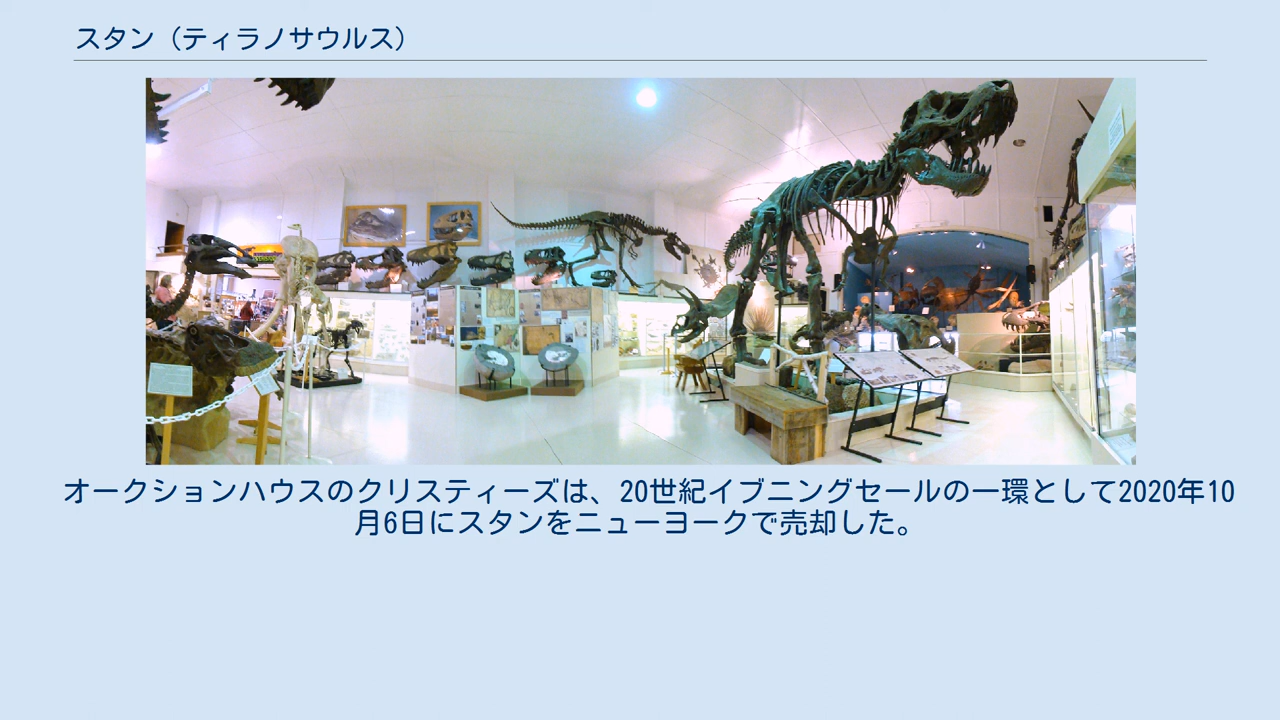 スタン（ティラノサウルス）
オークションハウスのクリスティーズは、20世紀イブニングセールの一環として2020年10
月6日にスタンをニューヨークで売却した。